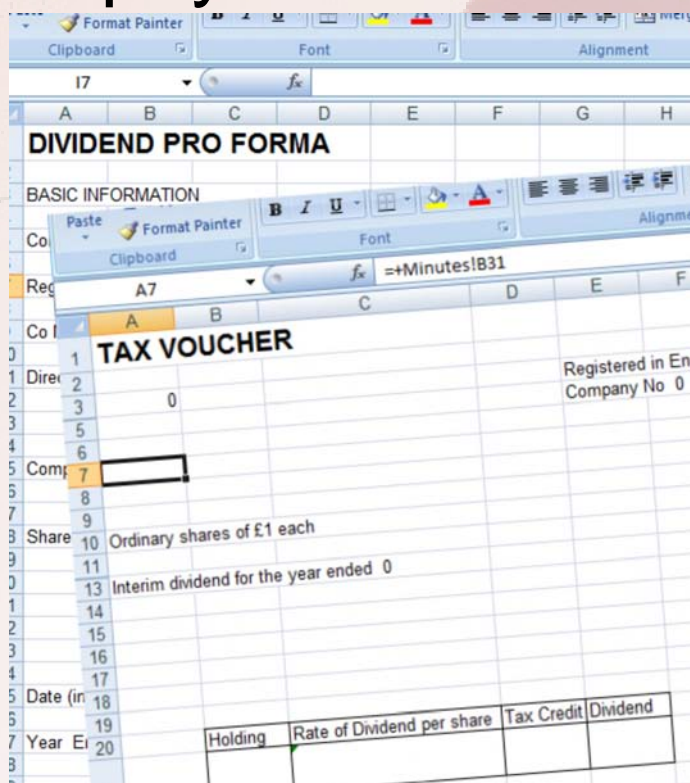 Format Painter
Clipboard
Font
Alignment
I7
fx
A B C D E F G H
DIVIDEND PRO FORMA
BASIC INFORMATION
Paste
Format Painter
B I U
A
Clipboard
Font
A7
fx =+Minutes!B31
A B C D E F
1 TAX VOUCHER
2 Registered in En
3 0 Company No 0
5
6
7
8
9
10 Ordinary shares of £1 each
11
13 Interim dividend for the year ended 0
14
15
16
17
18
19
20 Holding Rate of Dividend per share Tax Credit Dividend
Share
Date (in
Year E